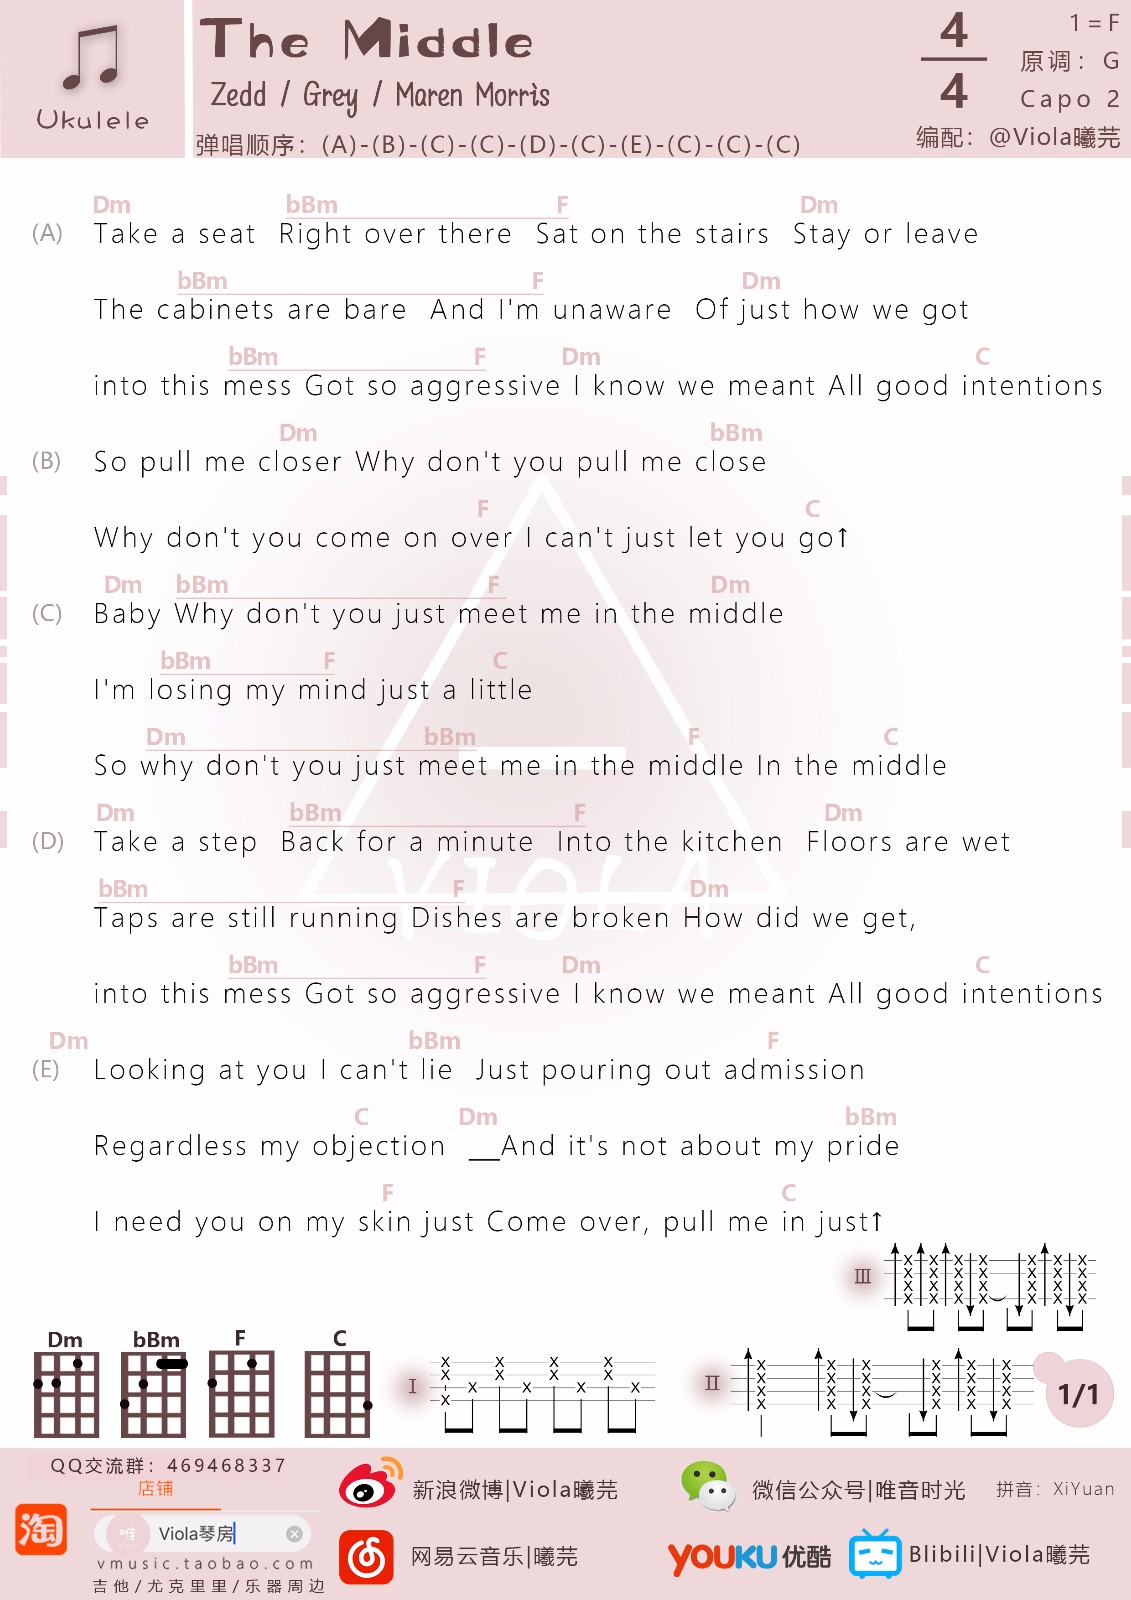 The Middle
Ukulele
Zedd / Grey / Maren Morris
弹唱顺序：(A)-(B)-(C)-(C)-(D)-(C)-(E)-(C)-(C)-(C)
4
4
1 = F
原调：G
Capo 2
编配：@Viola曦芫
Dm bBm F Dm
(A) Take a seat Right over there Sat on the stairs Stay or leave
bBm F Dm
The cabinets are bare And I'm unaware Of just how we got
bBm F Dm C
into this mess Got so aggressive I know we meant All good intentions
Dm bBm
(B) So pull me closer Why don't you pull me close
F C
Why don't you come on over I can't just let you go↑
Dm bBm F Dm
(C) Baby Why don't you just meet me in the middle
bBm F C
I'm losing my mind just a little
Dm bBm F C
So why don't you just meet me in the middle In the middle
Dm bBm F Dm
(D) Take a step Back for a minute Into the kitchen Floors are wet
bBm F Dm
Taps are still running Dishes are broken How did we get,
bBm F Dm C
into this mess Got so aggressive I know we meant All good intentions
Dm bBm F
(E) Looking at you I can't lie Just pouring out admission
C Dm bBm
Regardless my objection __And it's not about my pride
F C
I need you on my skin just Come over, pull me in just↑
VIOLA
III
Dm bBm F C
I
II
1/1
QQ交流群：469468337
店铺
淘
唯
Viola琴房
vmusic.taobao.com
吉他/尤克里里/乐器周边
新浪微博|Viola曦芫
网易云音乐|曦芫
微信公众号|唯音时光
拼音：XiYuan
YOUKU 优酷
Blibili|Viola曦芫